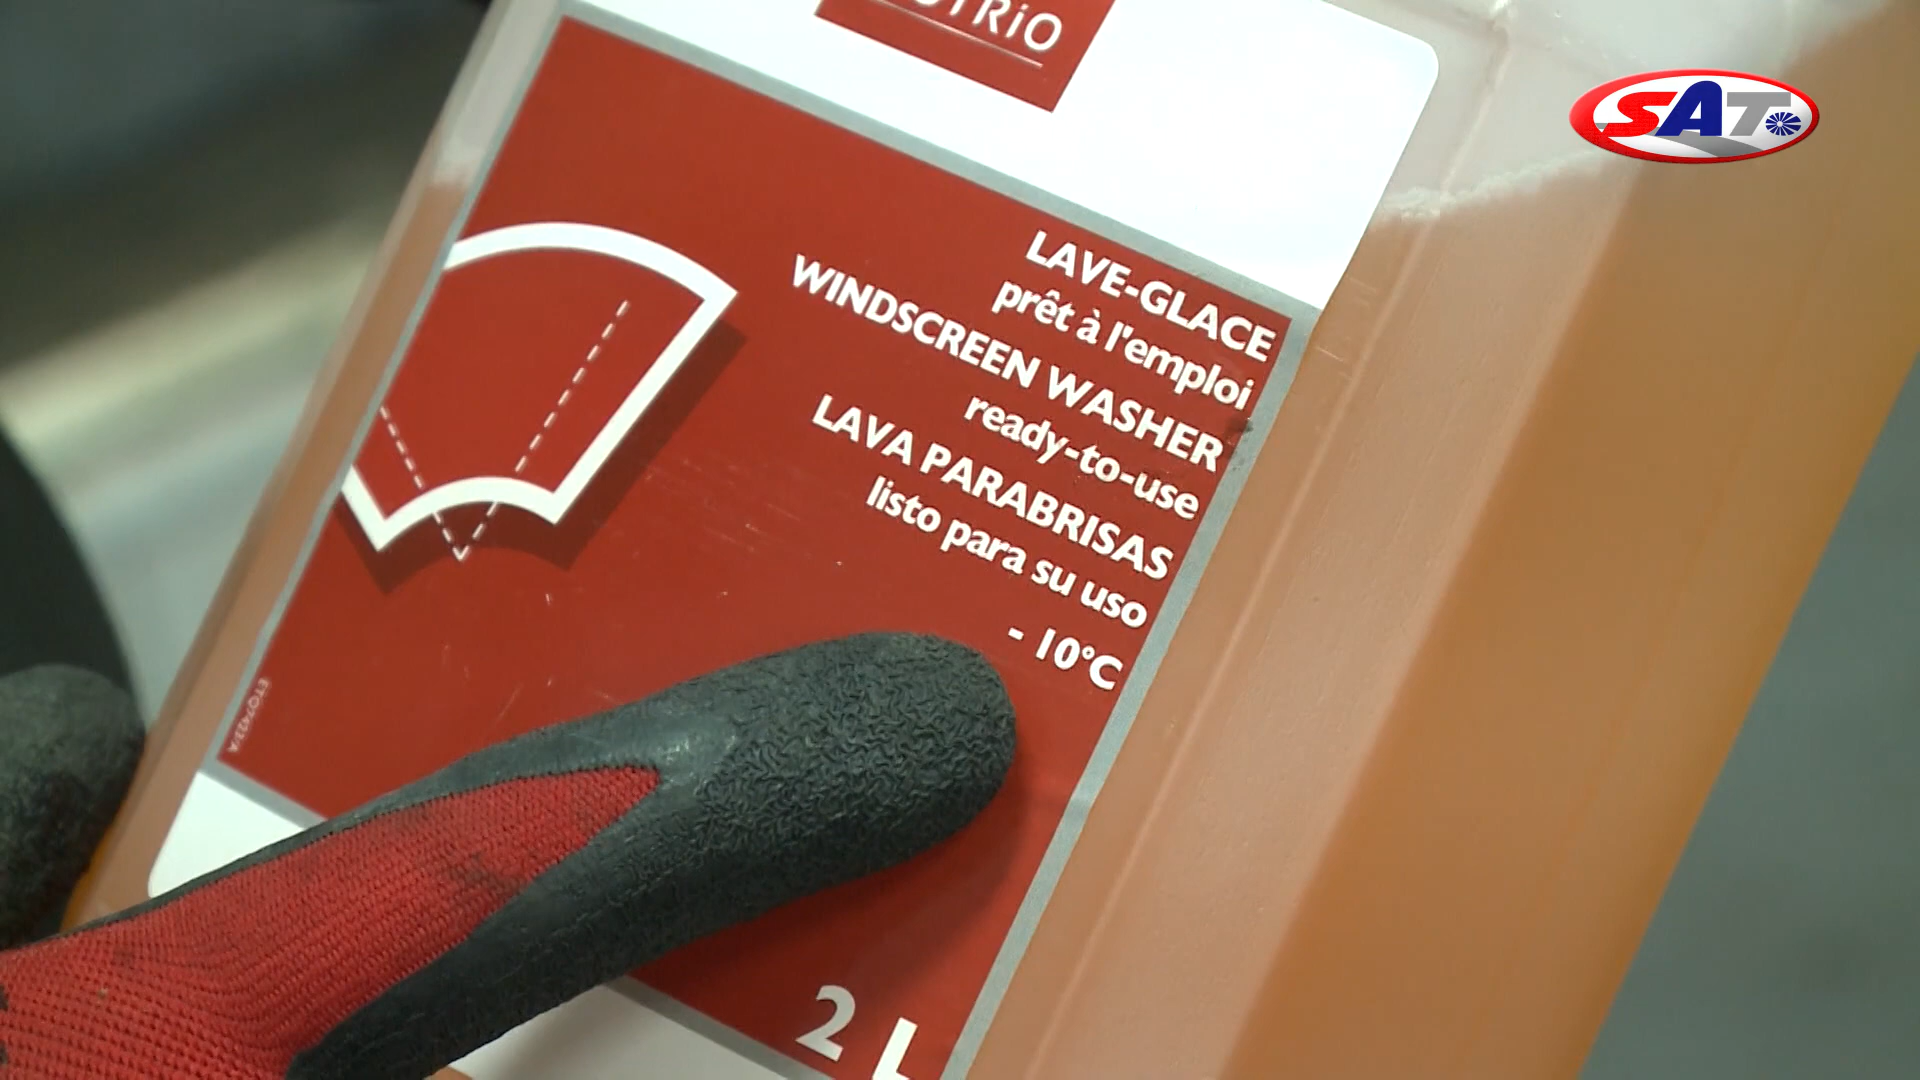 SAT
LAVE-GLACE
prêt à l'emploi
WINDSCREEN WASHER
ready-to-use
LAVA PARABRISAS
listo para su uso
- 10°C
2 L